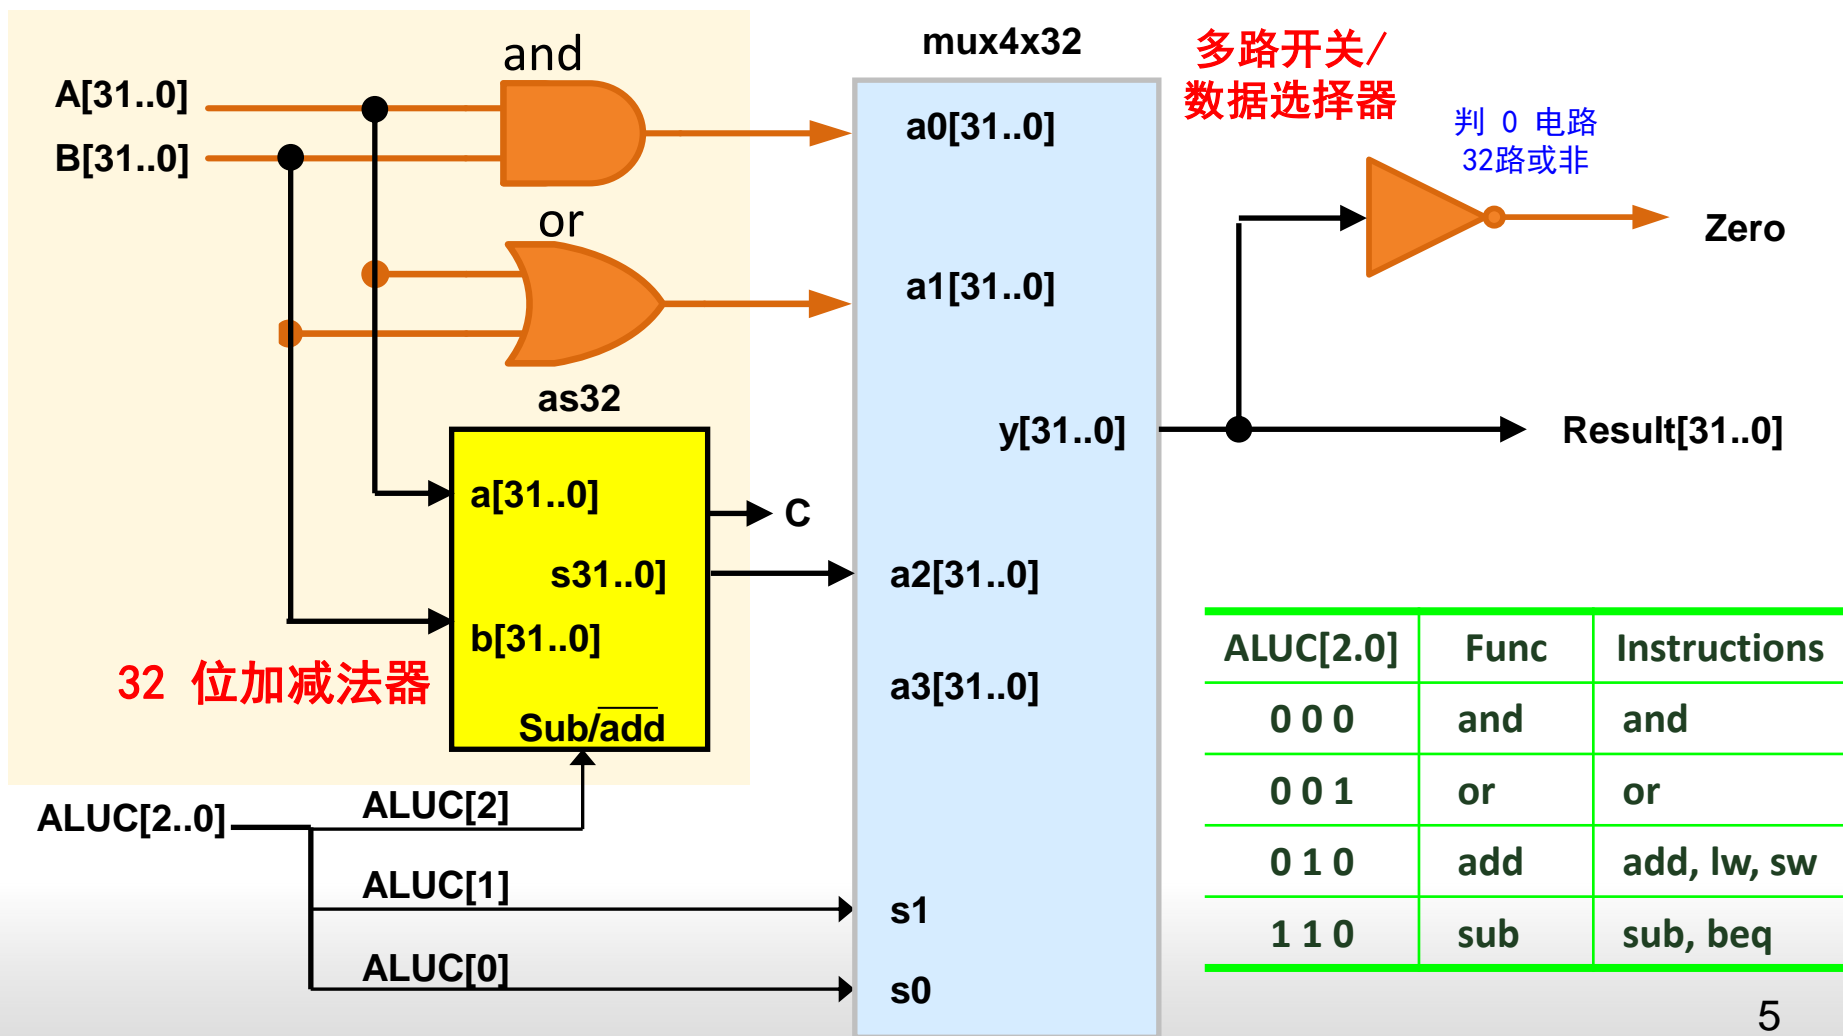 and
mux4x32
多路开关/
数据选择器
A[31..0]
B[31..0]
a0[31..0]
判 0 电路
32路或非
or
Zero
a1[31..0]
as32
y[31..0]
Result[31..0]
a[31..0]
C
s31..0]
a2[31..0]
b[31..0]
32 位加减法器
a3[31..0]
Sub/add
ALUC[2..0]
ALUC[2]
ALUC[1]
s1
ALUC[0]
s0
ALUC[2.0] Func Instructions
0 0 0 and and
0 0 1 or or
0 1 0 add add, lw, sw
1 1 0 sub sub, beq
5